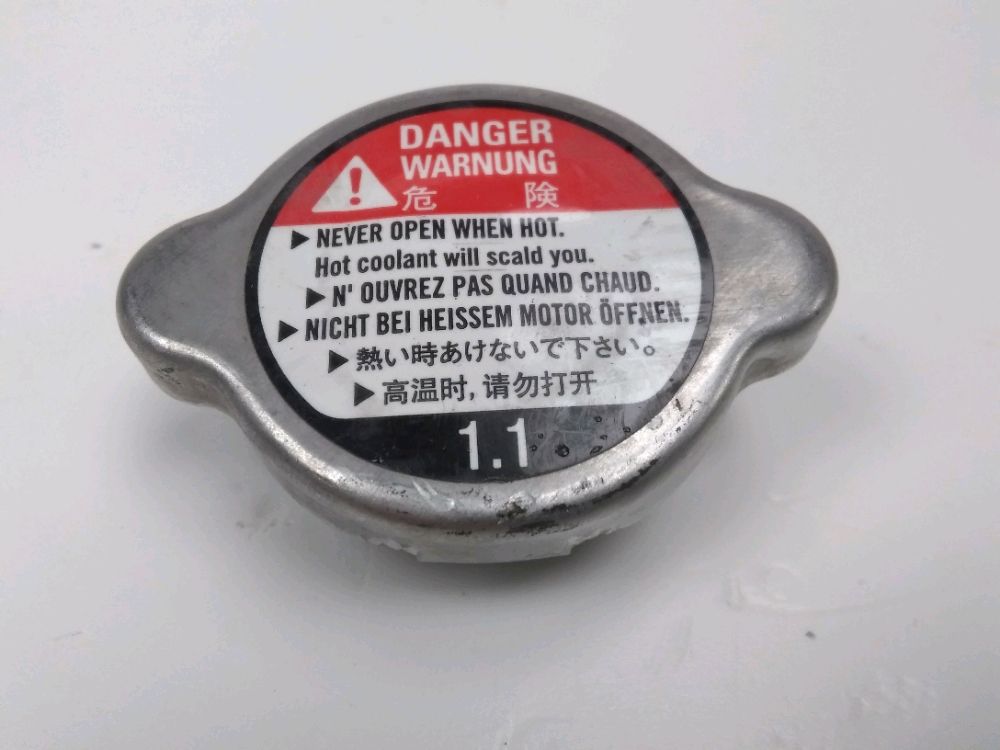 DANGER
WARNUNG
危 険
▶ NEVER OPEN WHEN HOT.
Hot coolant will scald you.
▶ N' OUVREZ PAS QUAND CHAUD.
▶ NICHT BEI HEISSEM MOTOR ÖFFNEN.
▶ 熱い時あけないで下さい。
▶ 高温时, 请勿打开
1.1